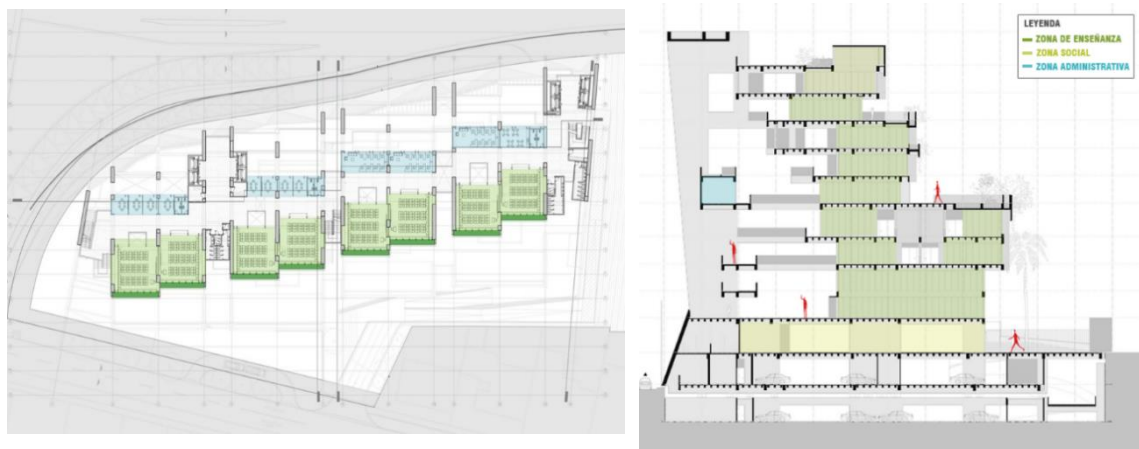 LEYENDA
ZONA DE ENSEÑANZA
ZONA SOCIAL
ZONA ADMINISTRATIVA